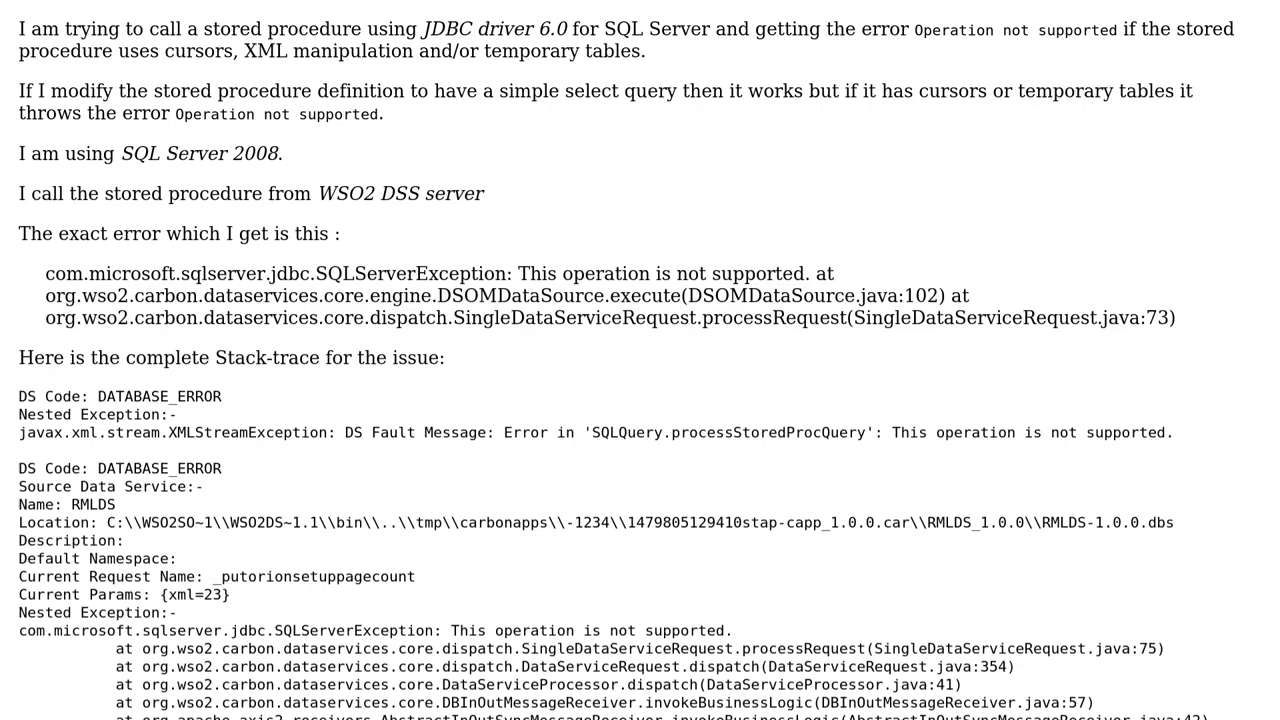 I am trying to call a stored procedure using JDBC driver 6.0 for SQL Server and getting the error Operation not supported if the stored
procedure uses cursors, XML manipulation and/or temporary tables.
If I modify the stored procedure definition to have a simple select query then it works but if it has cursors or temporary tables it
throws the error Operation not supported.
I am using SQL Server 2008.
I call the stored procedure from WSO2 DSS server
The exact error which I get is this :
com.microsoft.sqlserver.jdbc.SQLServerException: This operation is not supported. at
org.wso2.carbon.dataservices.core.engine.DSOMDataSource.execute(DSOMDataSource.java:102) at
org.wso2.carbon.dataservices.core.dispatch.SingleDataServiceRequest.processRequest(SingleDataServiceRequest.java:73)
Here is the complete Stack-trace for the issue:
DS Code: DATABASE_ERROR
Nested Exception:-
javax.xml.stream.XMLStreamException: DS Fault Message: Error in 'SQLQuery.processStoredProcQuery': This operation is not supported.
DS Code: DATABASE_ERROR
Source Data Service:-
Name: RMLDS
Location: C:\\WSO2SO~1\\WSO2DS~1.1\\bin\\..\\tmp\\carbonapps\\-1234\\1479805129410stap-capp_1.0.0.car\\RMLDS_1.0.0\\RMLDS-1.0.0.dbs
Description:
Default Namespace:
Current Request Name: _putorionsetuppagecount
Current Params: {xml=23}
Nested Exception:-
com.microsoft.sqlserver.jdbc.SQLServerException: This operation is not supported.
at org.wso2.carbon.dataservices.core.dispatch.SingleDataServiceRequest.processRequest(SingleDataServiceRequest.java:75)
at org.wso2.carbon.dataservices.core.dispatch.DataServiceRequest.dispatch(DataServiceRequest.java:354)
at org.wso2.carbon.dataservices.core.DataServiceProcessor.dispatch(DataServiceProcessor.java:41)
at org.wso2.carbon.dataservices.core.DBInOutMessageReceiver.invokeBusinessLogic(DBInOutMessageReceiver.java:57)
at org.apache.axis2.receivers.AbstractInOutSyncMessageReceiver.invokeBusinessLogic(AbstractInOutSyncMessageReceiver.java:42)